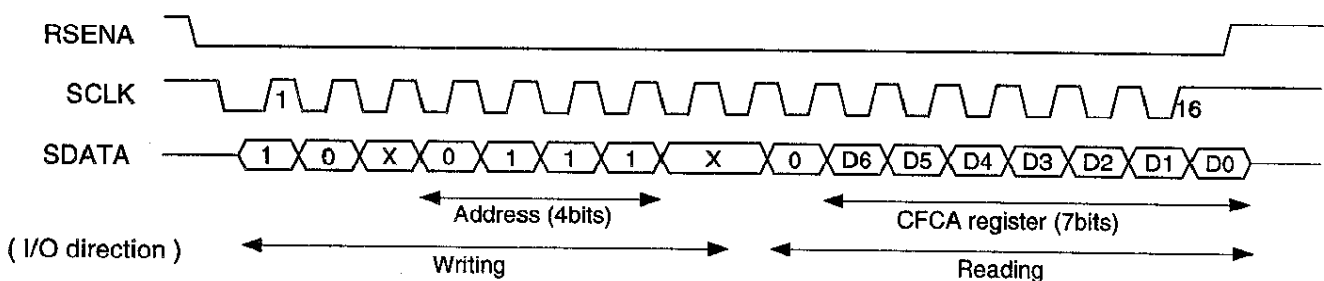 RSENA
SCLK 1 16
SDATA 1 0 X 0 1 1 1 X 0 D6 D5 D4 D3 D2 D1 D0
Address (4bits) CFCA register (7bits)
( I/O direction ) Writing Reading